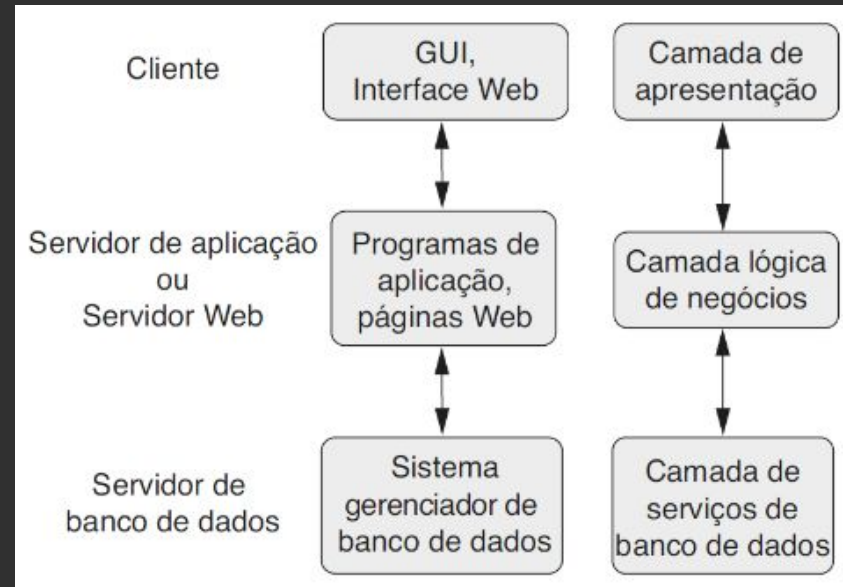 Cliente
GUI,
Interface Web
Camada de
apresentação
Servidor de aplicação
ou
Servidor Web
Programas de
aplicação,
páginas Web
Camada lógica
de negócios
Servidor de
banco de dados
Sistema
gerenciador de
banco de dados
Camada de
serviços de
banco de dados